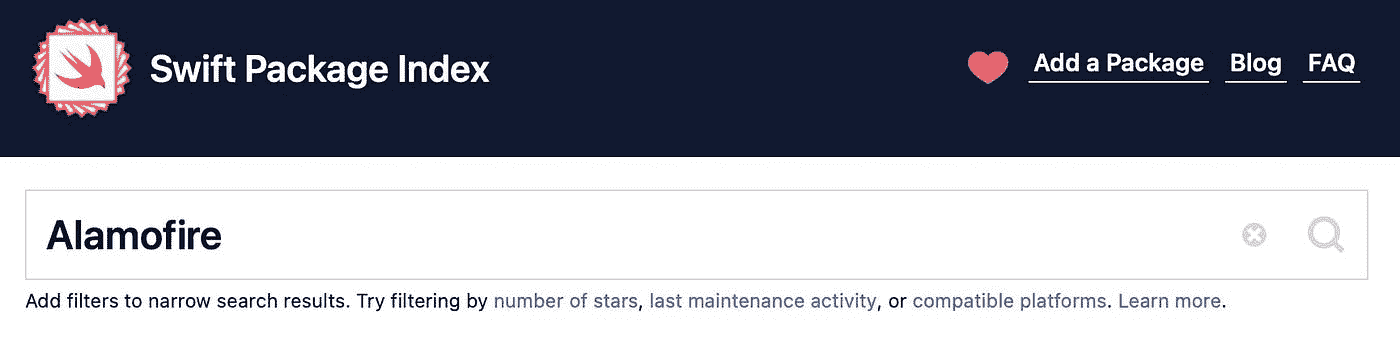 Swift Package Index
Add a Package Blog FAQ
Alamofire
Add filters to narrow search results. Try filtering by number of stars, last maintenance activity, or compatible platforms. Learn more.